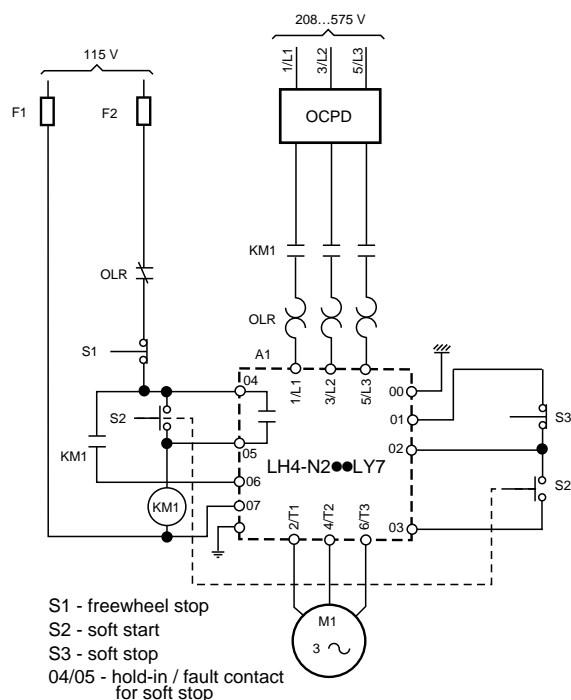 208...575 V
115 V
1/L1
3/L2
5/L3
F1
F2
OCPD
KM1
OLR
OLR
S1
A1
04
1/L1
3/L2
5/L3
00
01
S2
S3
02
05
KM1
LH4-N2●●LY7
06
S2
KM1
07
2/T1
4/T2
6/T3
03
M1
3
S1 - freewheel stop
S2 - soft start
S3 - soft stop
04/05 - hold-in / fault contact
for soft stop